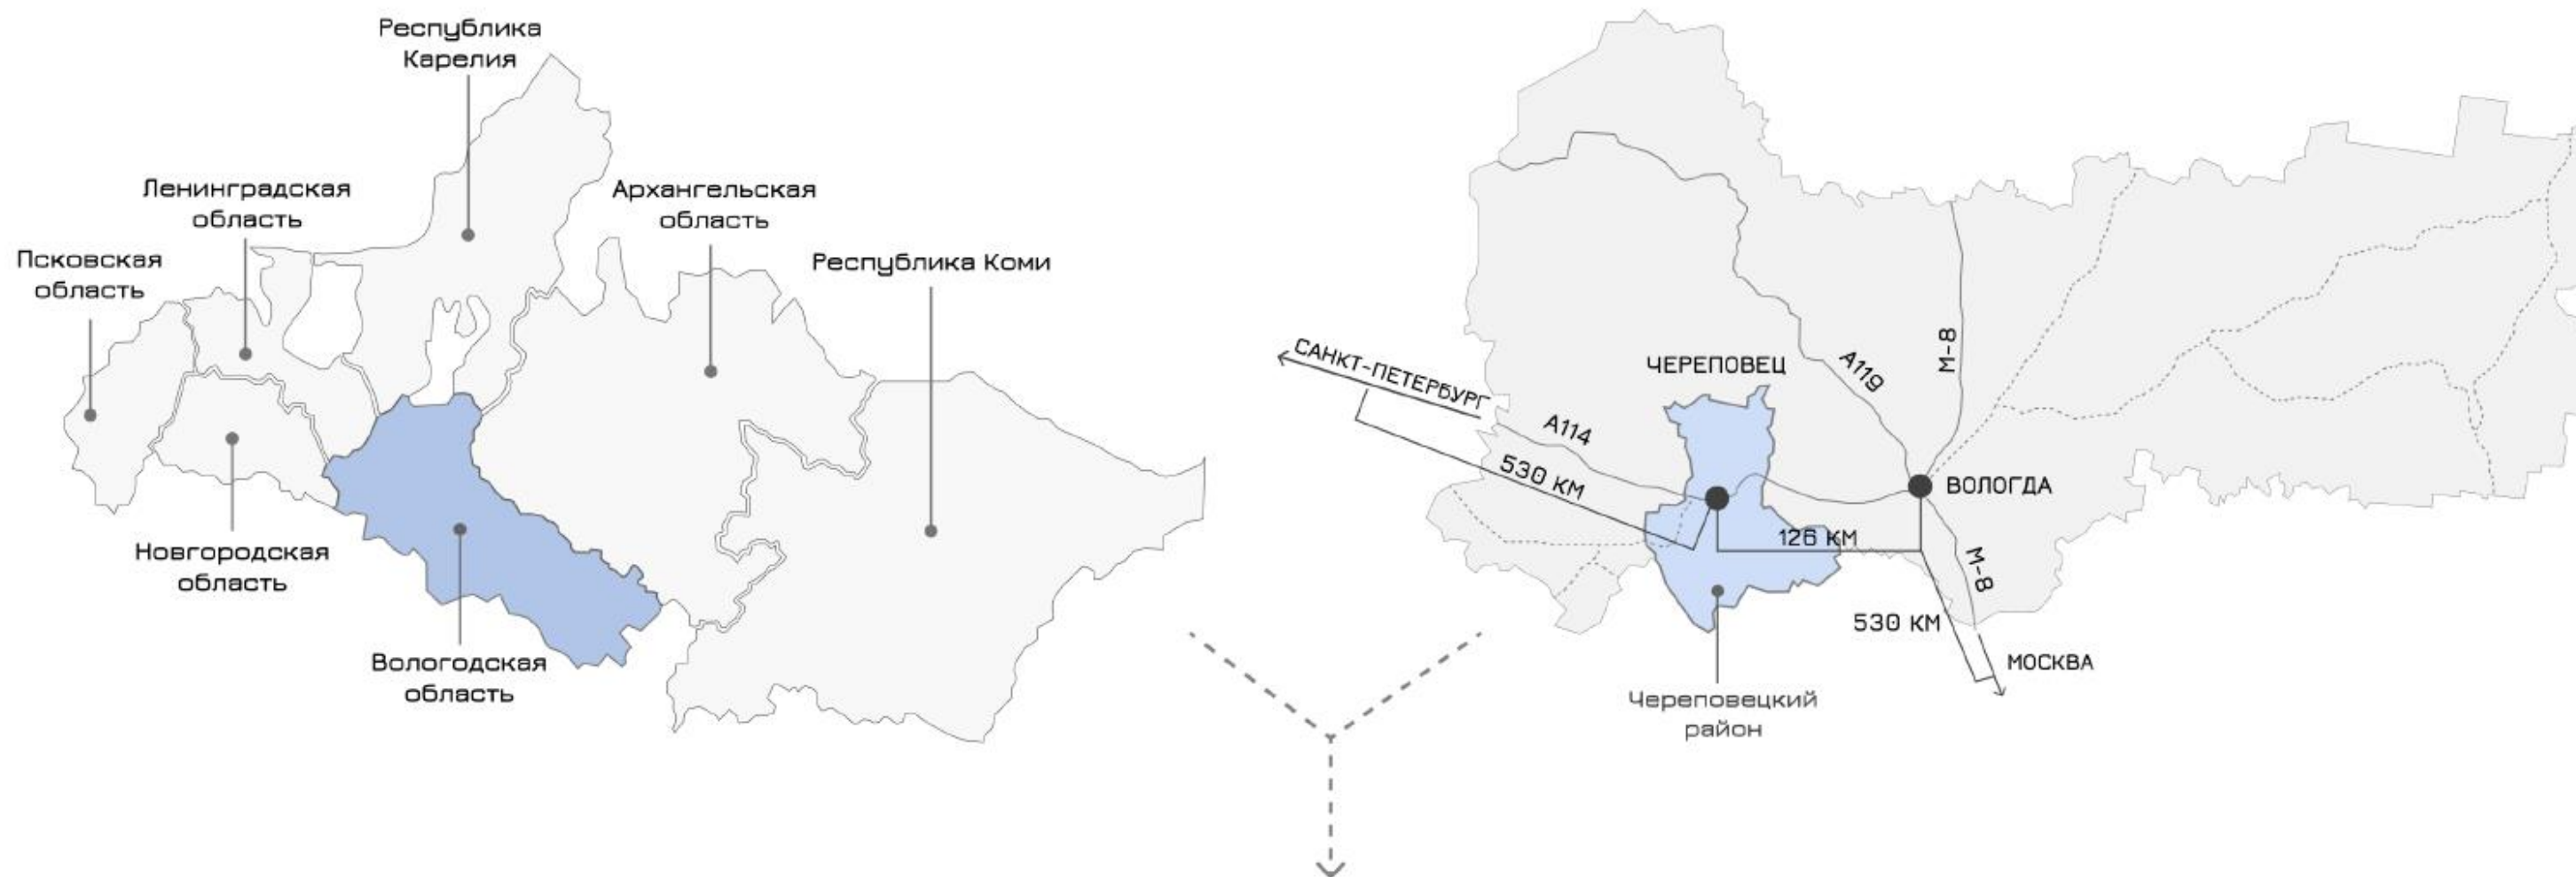 Республика
Карелия
Ленинградская
область
Архангельская
область
Псковская
область
Республика Коми
Новгородская
область
Вологодская
область
САНКТ-ПЕТЕРБУРГ
А114
530 КМ
ЧЕРЕПОВЕЦ
А119
М-8
ВОЛОГДА
126 КМ
М-8
530 КМ
МОСКВА
Череповецкий
район